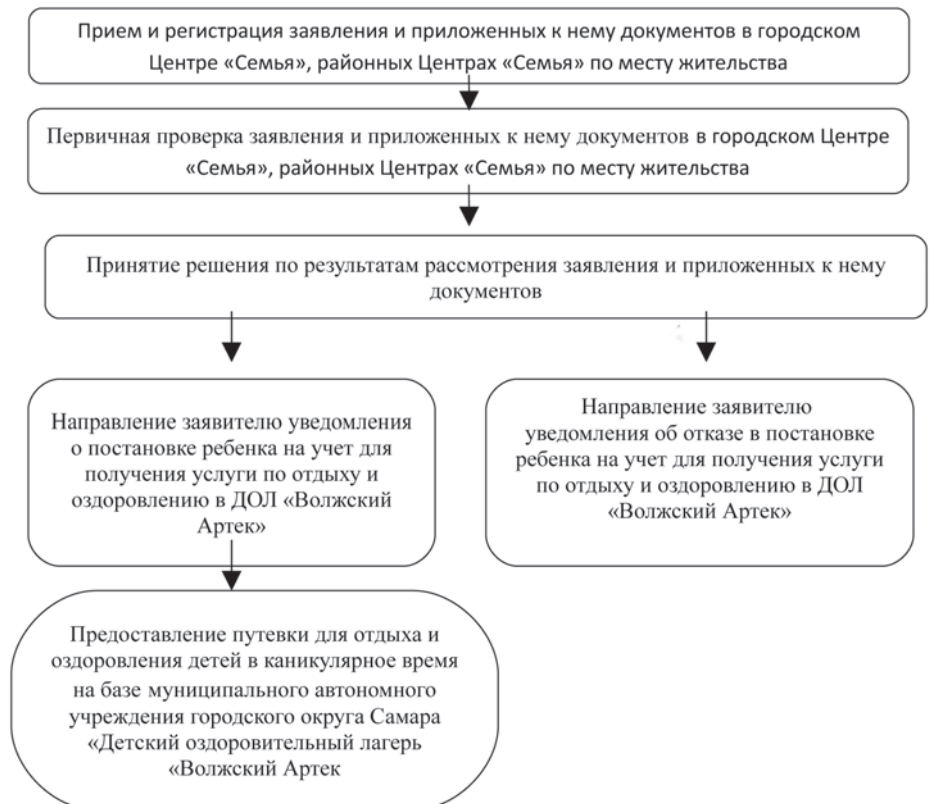 Прием и регистрация заявления и приложенных к нему документов в городском
Центре «Семья», районных Центрах «Семья» по месту жительства
Первичная проверка заявления и приложенных к нему документов в городском Центре
«Семья», районных Центрах «Семья» по месту жительства
Принятие решения по результатам рассмотрения заявления и приложенных к нему
документов
Направление заявителю уведомления
о постановке ребенка на учет для
получения услуги по отдыху и
оздоровлению в ДОЛ «Волжский
Артек»
Направление заявителю
уведомления об отказе в постановке
ребенка на учет для получения услуги
по отдыху и оздоровлению в ДОЛ
«Волжский Артек»
Предоставление путевки для отдыха и
оздоровления детей в каникулярное время
на базе муниципального автономного
учреждения городского округа Самара
«Детский оздоровительный лагерь
«Волжский Артек